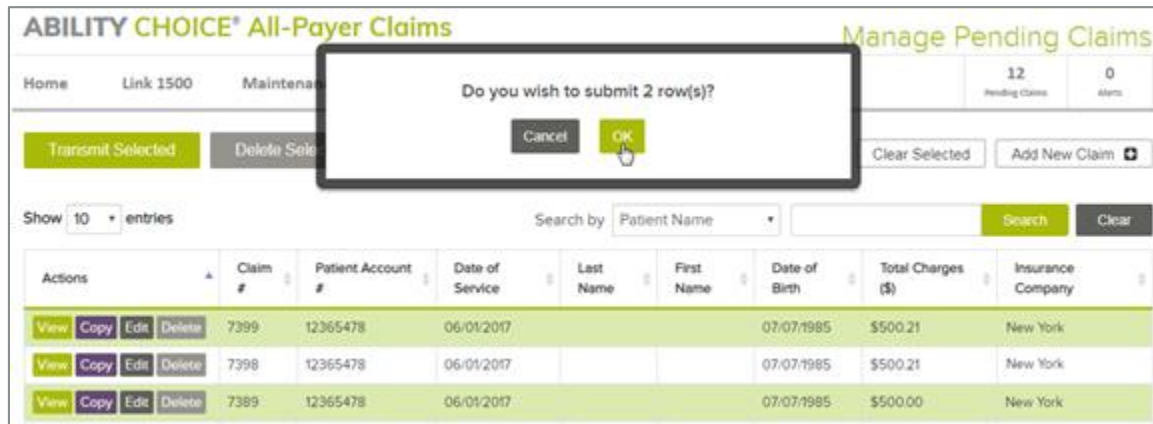 ABILITY CHOICE® All-Payer Claims
Manage Pending Claims
Home Link 1500 Maintenan
12 Pending Claims
0 Alerts
Do you wish to submit 2 row(s)?
Cancel OK
Transmit Selected Delete Sele Clear Selected Add New Claim
Show 10 entries Search by Patient Name Search Clear
Actions Claim # Patient Account # Date of Service Last Name First Name Date of Birth Total Charges ($) Insurance Company
View Copy Edit Delete 7399 12365478 06/01/2017 07/07/1985 $500.21 New York
View Copy Edit Delete 7398 12365478 06/01/2017 07/07/1985 $500.21 New York
View Copy Edit Delete 7389 12365478 06/01/2017 07/07/1985 $500.00 New York